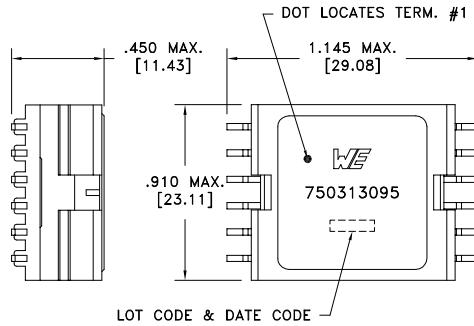 DOT LOCATES TERM. #1
.450 MAX.
[11.43]
1.145 MAX.
[29.08]
.910 MAX.
[23.11]
WE
750313095
LOT CODE & DATE CODE